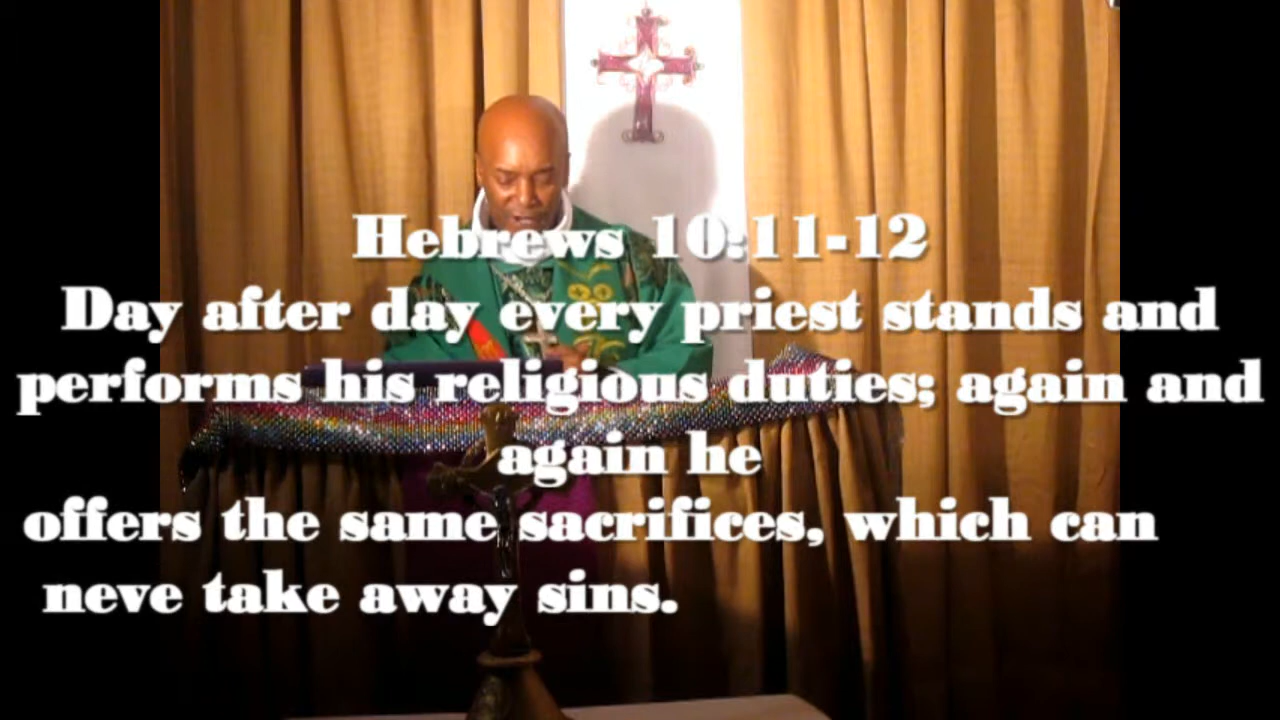 Hebrews 10:11-12
Day after day every priest stands and
performs his religious duties; again and
again he
offers the same sacrifices, which can
neve take away sins.